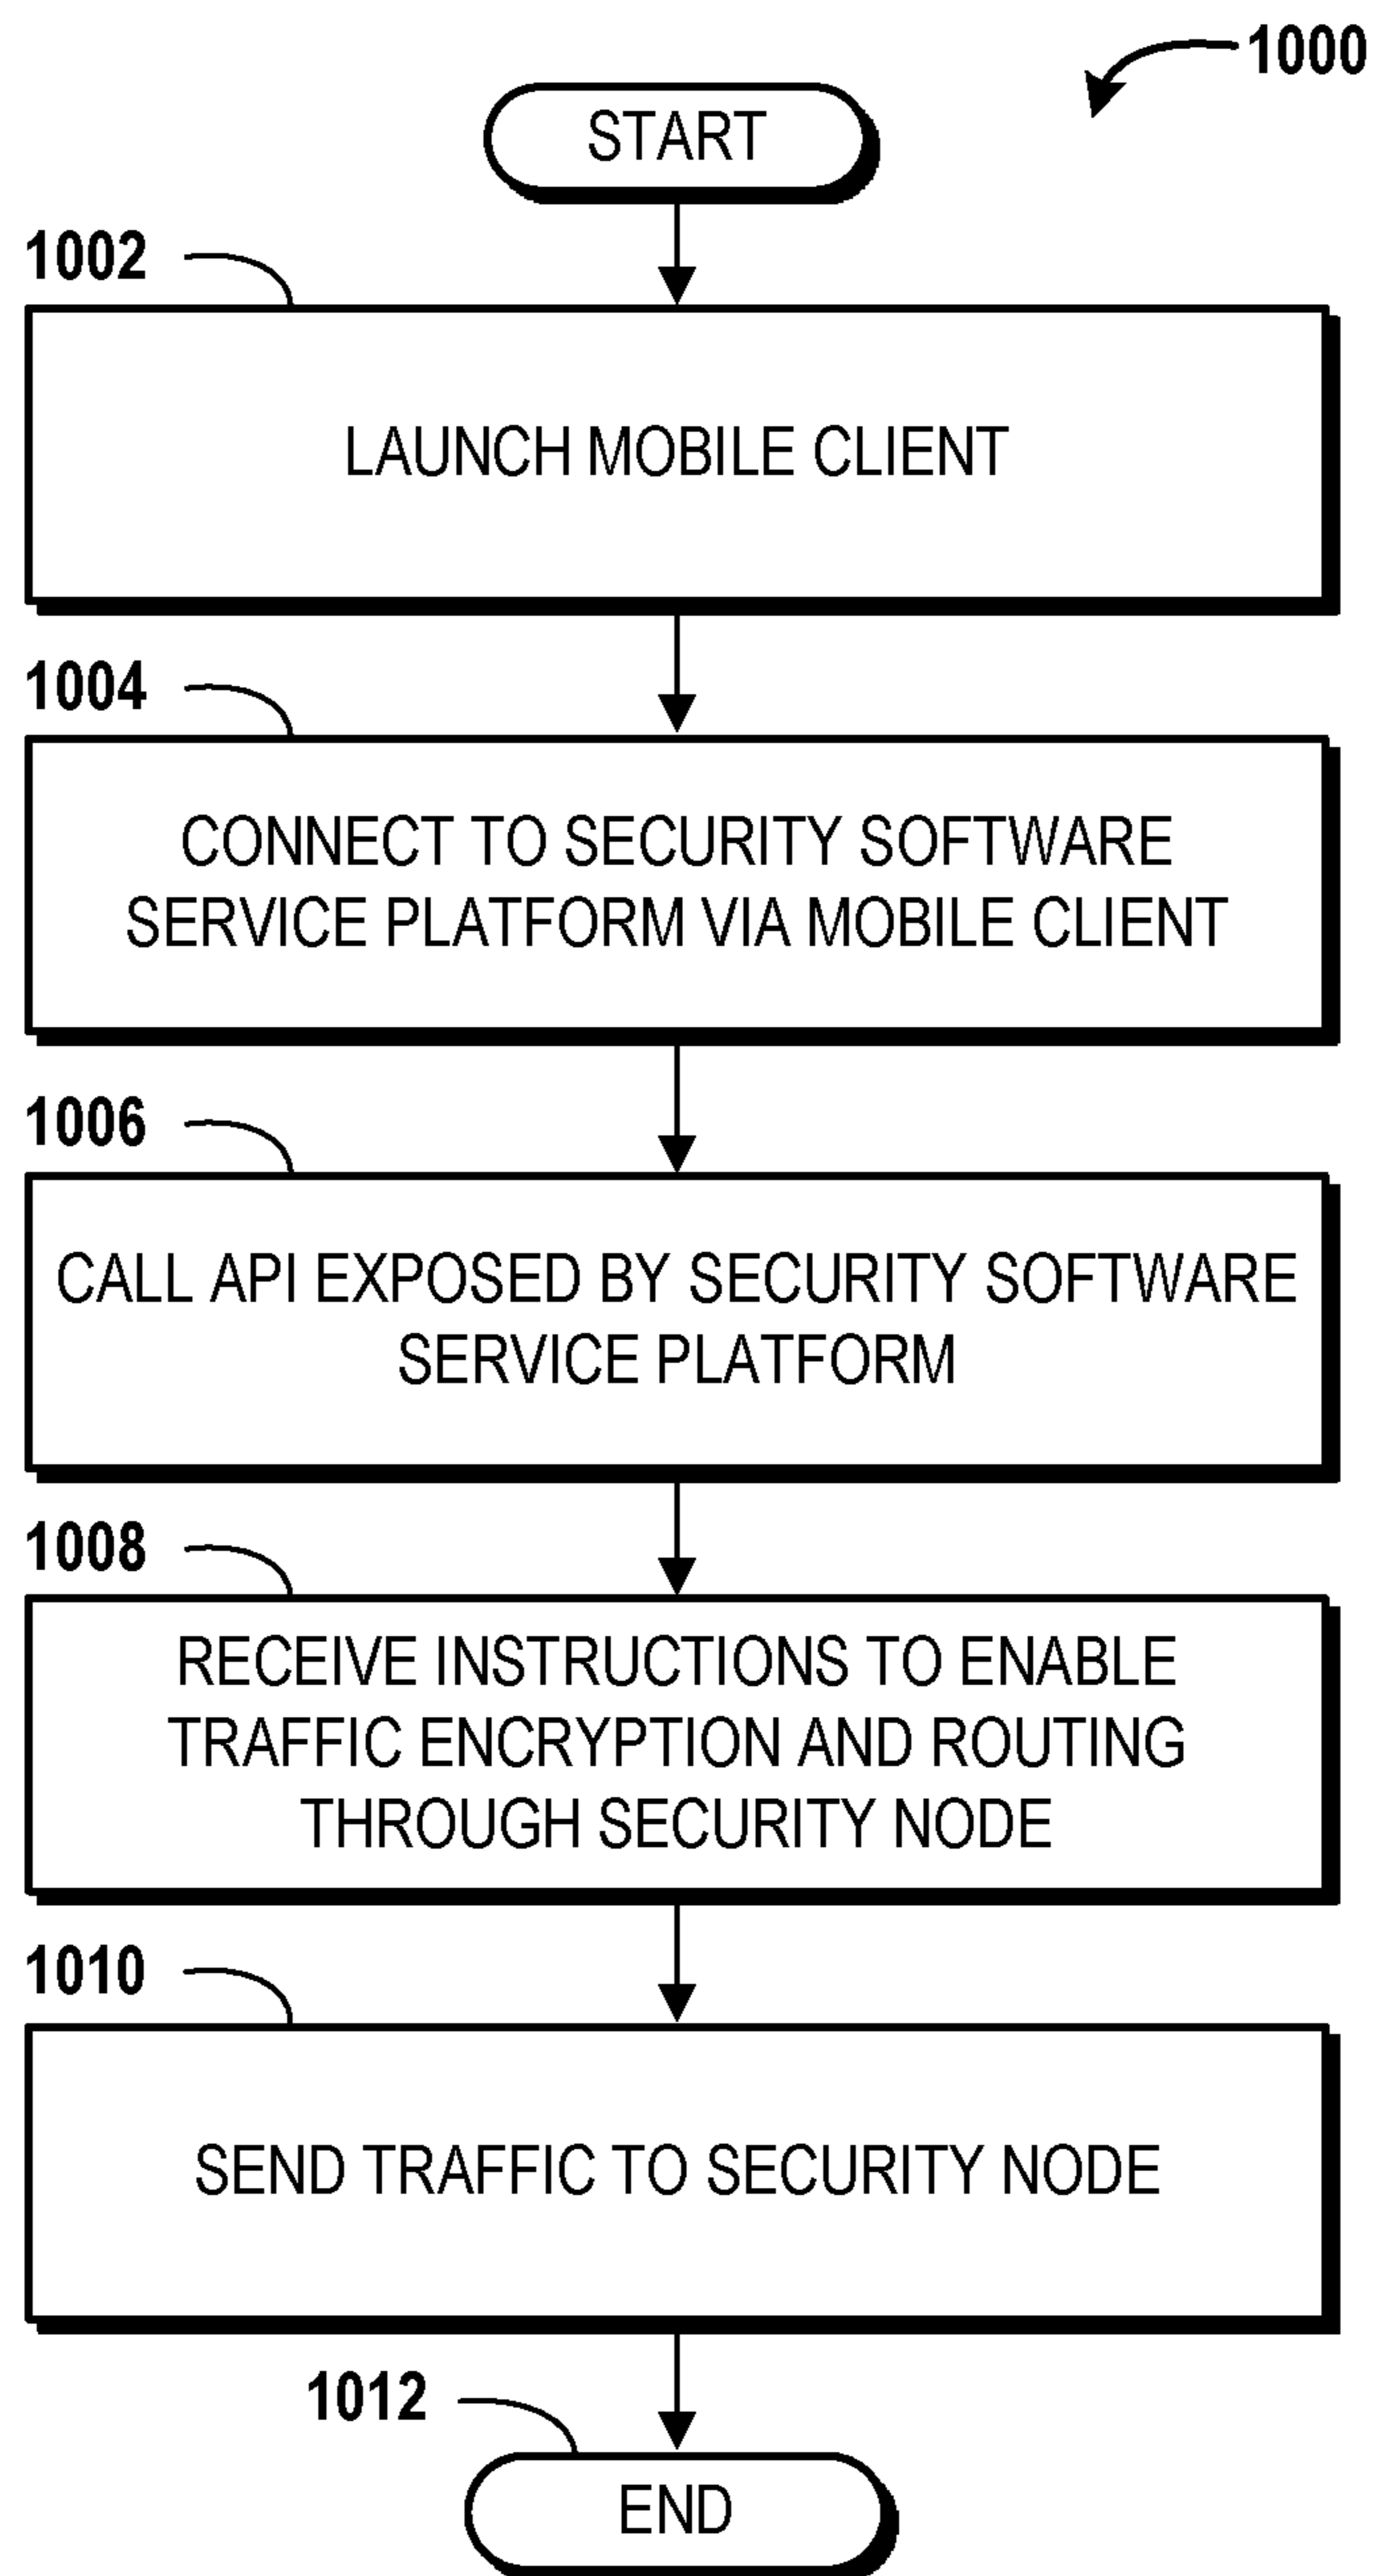 1000
START
1002
LAUNCH MOBILE CLIENT
1004
CONNECT TO SECURITY SOFTWARE
SERVICE PLATFORM VIA MOBILE CLIENT
1006
CALL API EXPOSED BY SECURITY SOFTWARE
SERVICE PLATFORM
1008
RECEIVE INSTRUCTIONS TO ENABLE
TRAFFIC ENCRYPTION AND ROUTING
THROUGH SECURITY NODE
1010
SEND TRAFFIC TO SECURITY NODE
1012
END